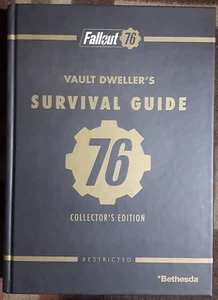 Fallout 76
VAULT DWELLER'S
SURVIVAL GUIDE
76
COLLECTOR'S EDITION
RESTRICTED
Bethesda